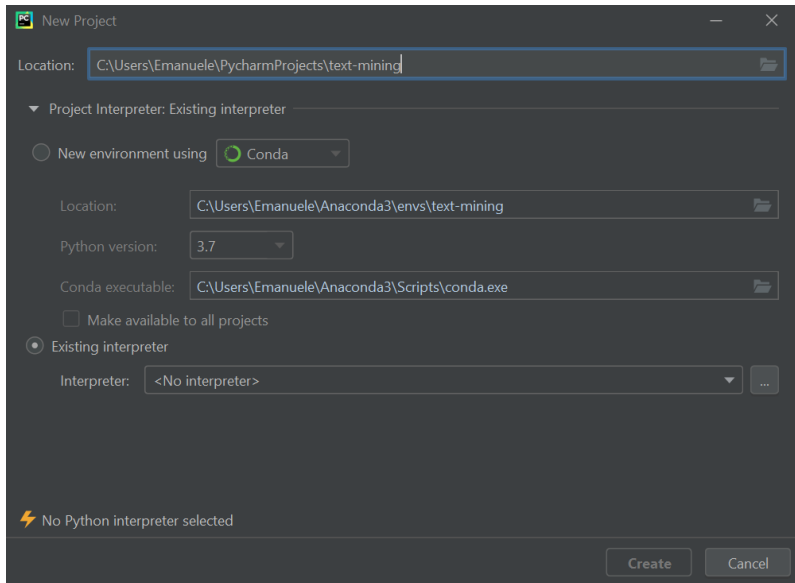 PC New Project
Location: C:\Users\Emanuele\PycharmProjects\text-mining
Project Interpreter: Existing interpreter
New environment using Conda
Location: C:\Users\Emanuele\Anaconda3\envs\text-mining
Python version: 3.7
Conda executable: C:\Users\Emanuele\Anaconda3\Scripts\conda.exe
Make available to all projects
Existing interpreter
Interpreter: <No interpreter> ...
No Python interpreter selected
Create Cancel